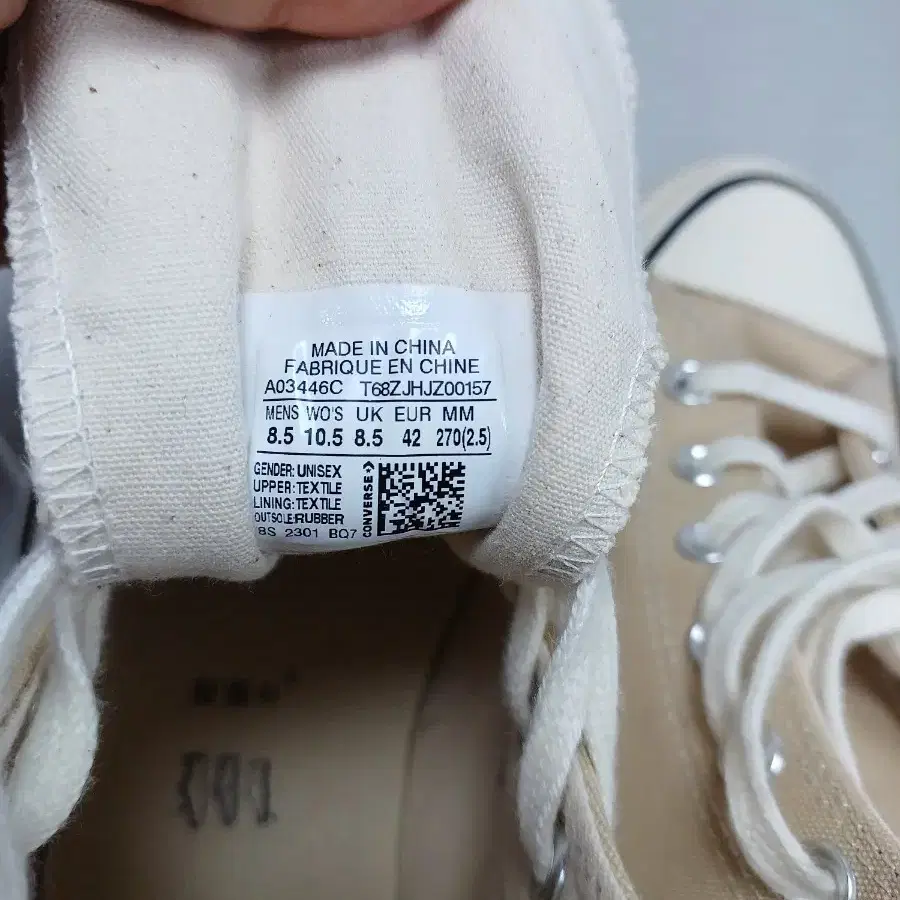 MADE IN CHINA
FABRIQUE EN CHINE
A03446C T68ZJHJZ00157
MENS WO'S UK EUR MM
8.5 10.5 8.5 42 270(2.5)
GENDER: UNISEX
UPPER: TEXTILE
LINING: TEXTILE
OUTSOLE:RUBBER
8S 2301 BQ7
CONVERSE